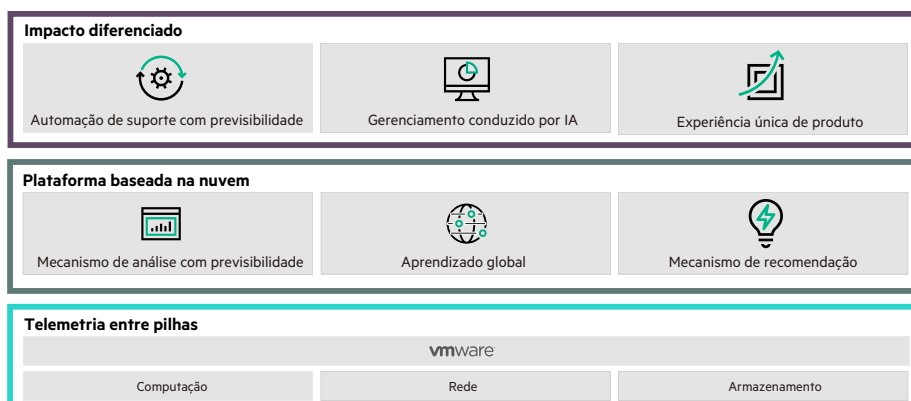 Impacto diferenciado
Automação de suporte com previsibilidade
Gerenciamento conduzido por IA
Experiência única de produto
Plataforma baseada na nuvem
Mecanismo de análise com previsibilidade
Aprendizado global
Mecanismo de recomendação
Telemetria entre pilhas
vmware
Computação
Rede
Armazenamento